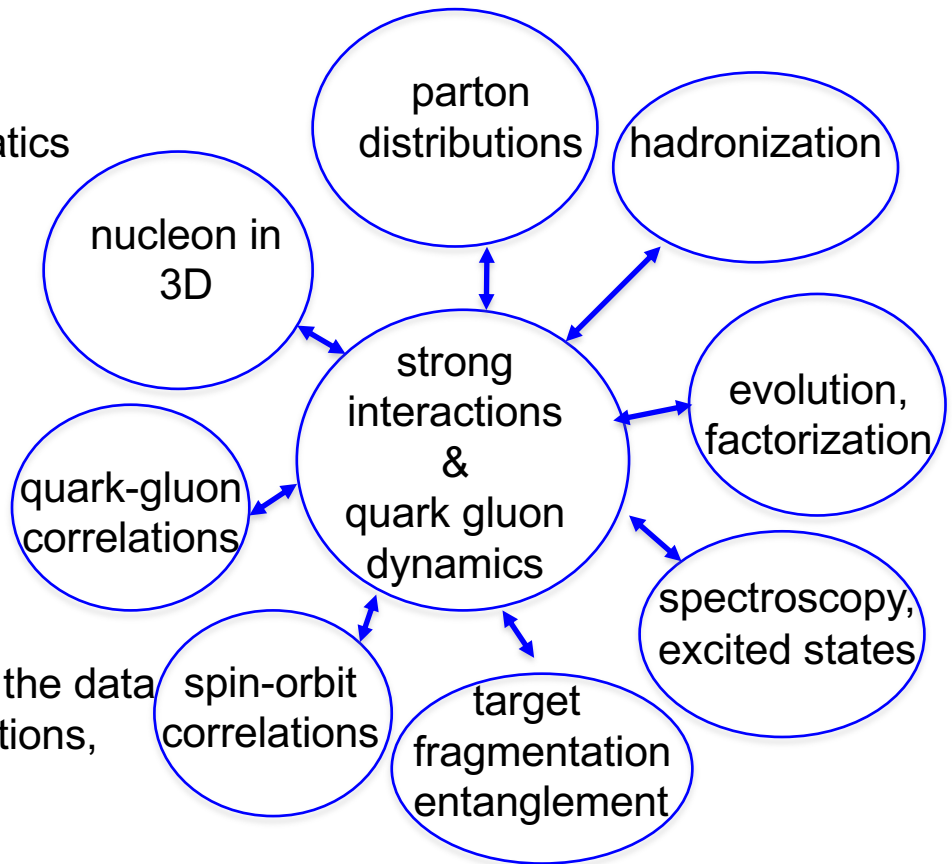 parton
distributions
hadronization
atics
nucleon in
3D
strong
interactions
&
quark gluon
dynamics
evolution,
factorization
quark-gluon
correlations
spectroscopy,
excited states
the data
tions,
spin-orbit
correlations
target
fragmentation
entanglement